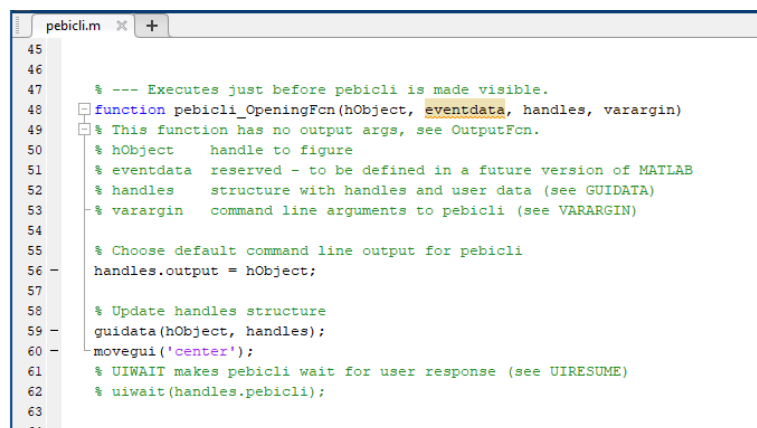 pebicli.m × +
45
46
47 % --- Executes just before pebicli is made visible.
48 function pebicli_OpeningFcn(hObject, eventdata, handles, varargin)
49 % This function has no output args, see OutputFcn.
50 % hObject    handle to figure
51 % eventdata  reserved - to be defined in a future version of MATLAB
52 % handles    structure with handles and user data (see GUIDATA)
53 % varargin   command line arguments to pebicli (see VARARGIN)
54
55 % Choose default command line output for pebicli
56 – handles.output = hObject;
57
58 % Update handles structure
59 – guidata(hObject, handles);
60 – movegui('center');
61 % UIWAIT makes pebicli wait for user response (see UIRESUME)
62 % uiwait(handles.pebicli);
63